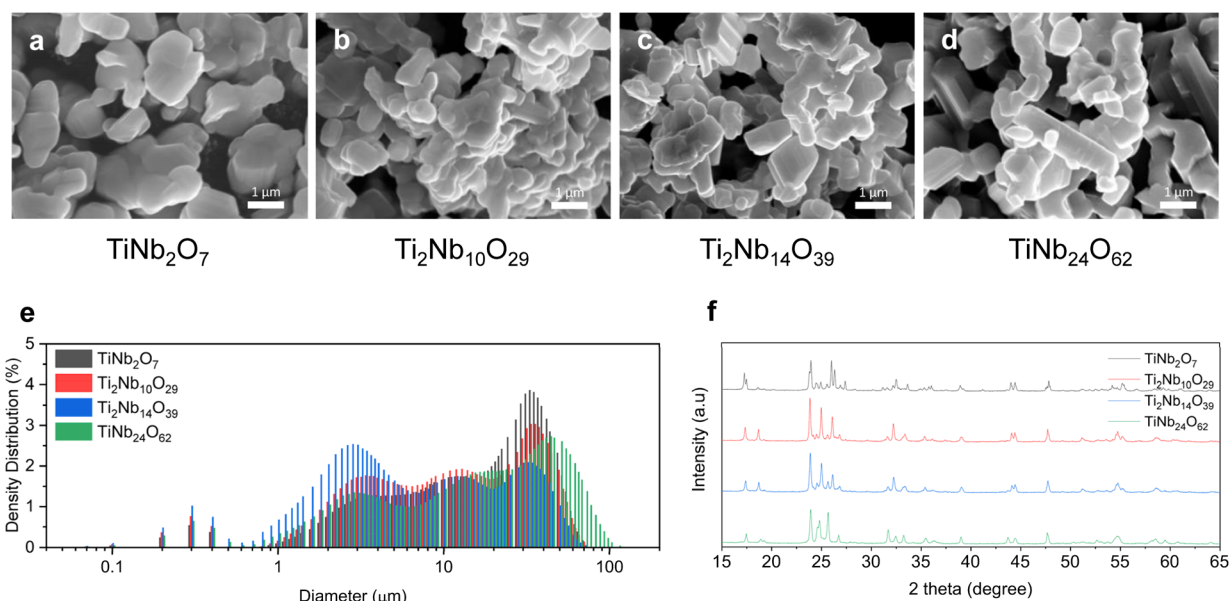 a b c d
1 μm 1 μm 1 μm 1 μm
TiNb₂O₇ Ti₂Nb₁₀O₂₉ Ti₂Nb₁₄O₃₉ TiNb₂₄O₆₂
e
5
4
3
2
1
0
Density Distribution (%)
TiNb₂O₇
Ti₂Nb₁₀O₂₉
Ti₂Nb₁₄O₃₉
TiNb₂₄O₆₂
0.1 1 10 100
Diameter (μm)
f
Intensity (a.u)
TiNb₂O₇
Ti₂Nb₁₀O₂₉
Ti₂Nb₁₄O₃₉
TiNb₂₄O₆₂
15 20 25 30 35 40 45 50 55 60 65
2 theta (degree)